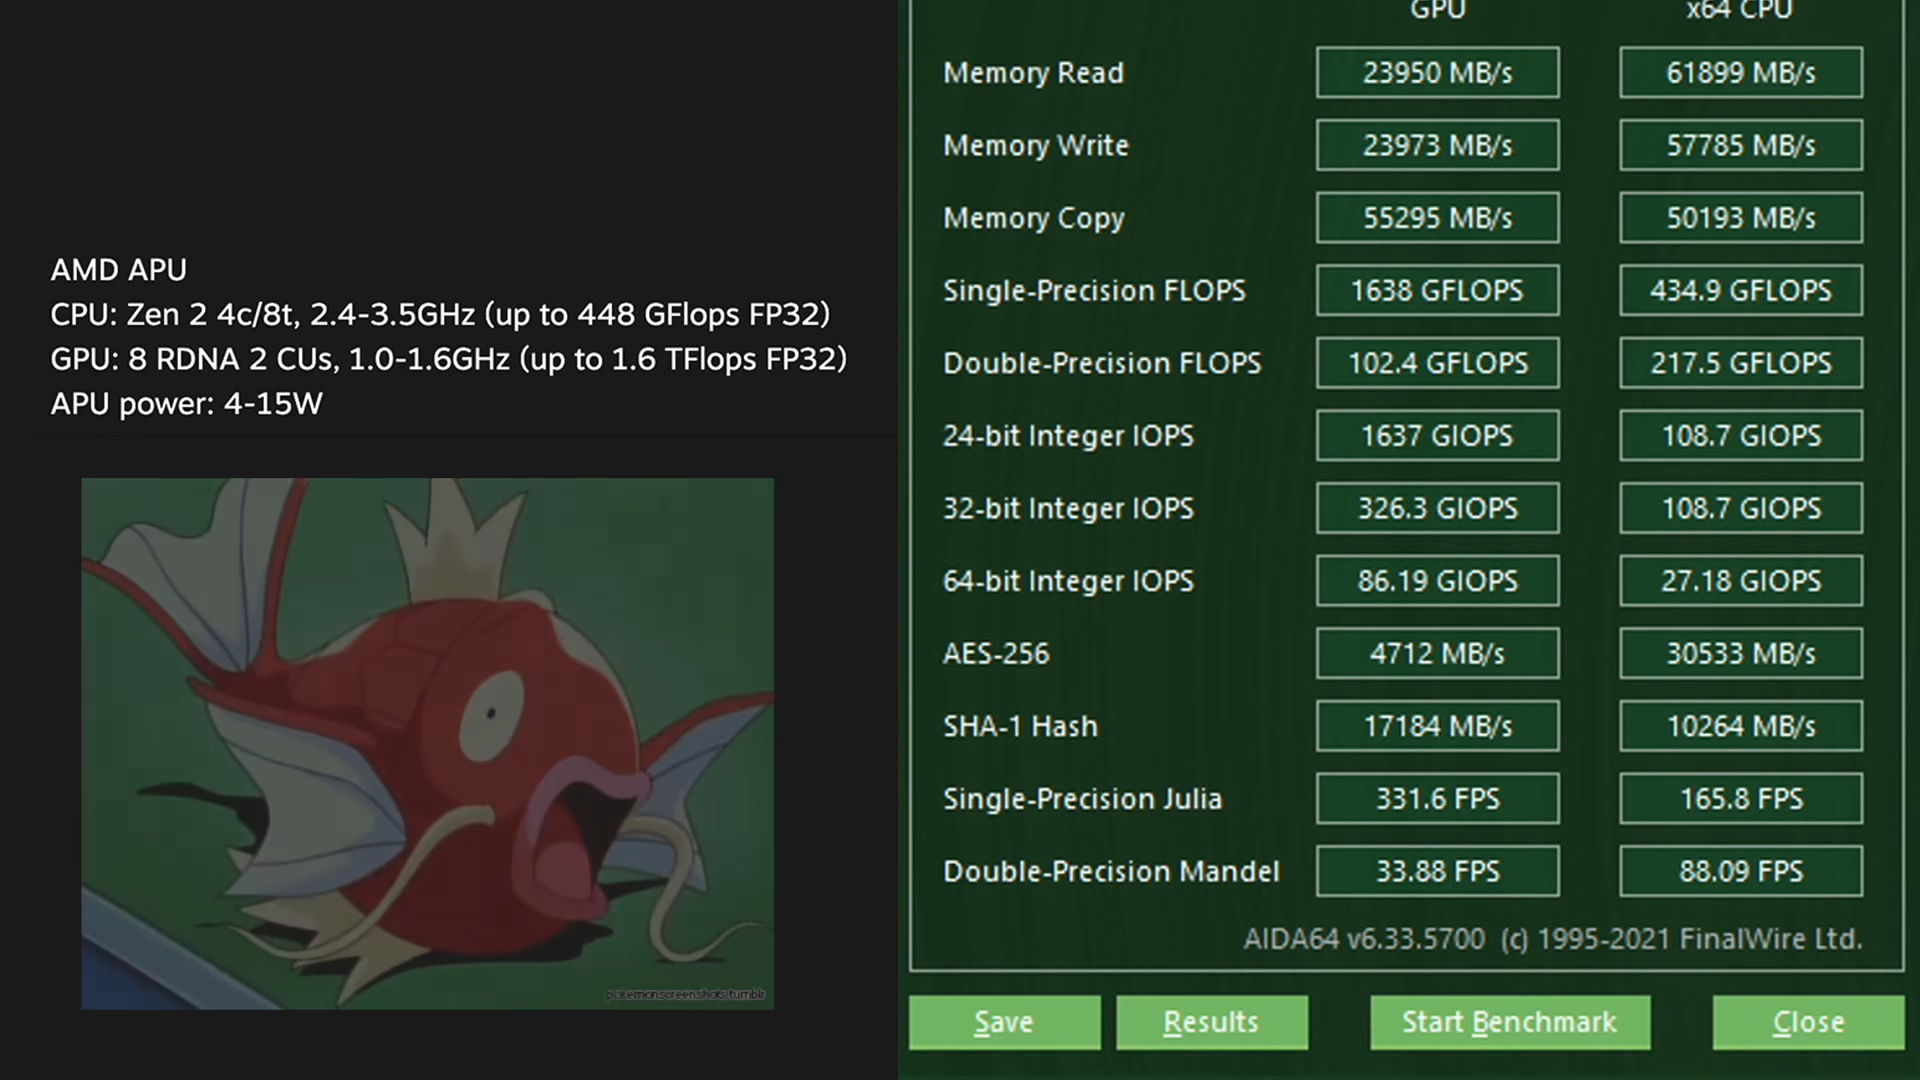 AMD APU
CPU: Zen 2 4c/8t, 2.4-3.5GHz (up to 448 GFlops FP32)
GPU: 8 RDNA 2 CUs, 1.0-1.6GHz (up to 1.6 TFlops FP32)
APU power: 4-15W
pokemonscreenshots.tumblr
GPU x64 CPU
Memory Read 23950 MB/s 61899 MB/s
Memory Write 23973 MB/s 57785 MB/s
Memory Copy 55295 MB/s 50193 MB/s
Single-Precision FLOPS 1638 GFLOPS 434.9 GFLOPS
Double-Precision FLOPS 102.4 GFLOPS 217.5 GFLOPS
24-bit Integer IOPS 1637 GIOPS 108.7 GIOPS
32-bit Integer IOPS 326.3 GIOPS 108.7 GIOPS
64-bit Integer IOPS 86.19 GIOPS 27.18 GIOPS
AES-256 4712 MB/s 30533 MB/s
SHA-1 Hash 17184 MB/s 10264 MB/s
Single-Precision Julia 331.6 FPS 165.8 FPS
Double-Precision Mandel 33.88 FPS 88.09 FPS
AIDA64 v6.33.5700 (c) 1995-2021 FinalWire Ltd.
Save Results Start Benchmark Close